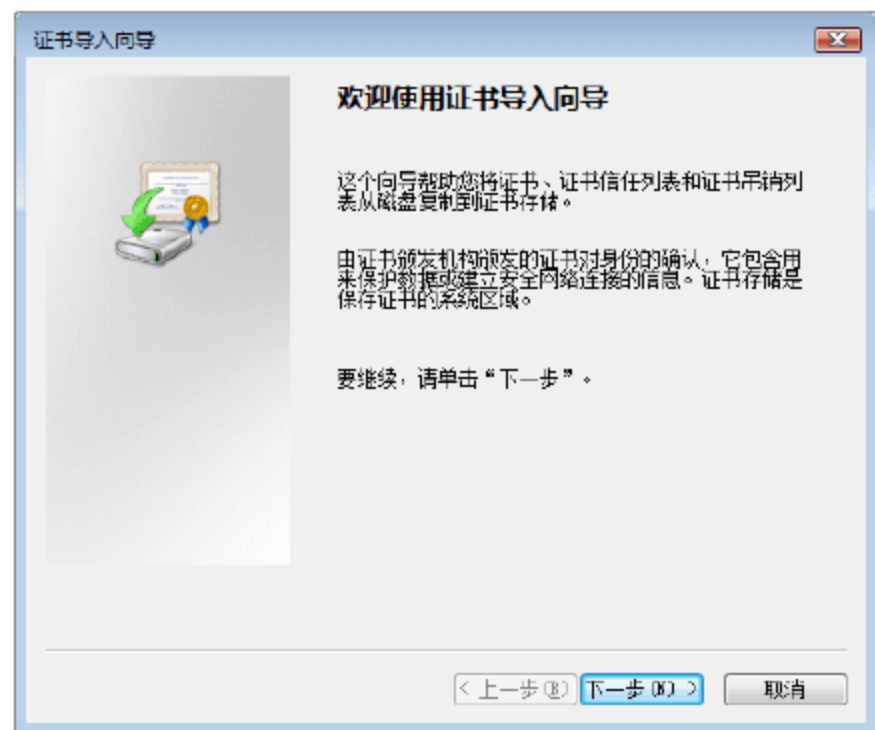 证书导入向导
欢迎使用证书导入向导
这个向导帮助您将证书、证书信任列表和证书吊销列
表从磁盘复制到证书存储。
由证书颁发机构颁发的证书对身份的确认，它包含用
来保护数据或建立安全网络连接的信息。证书存储是
保存证书的系统区域。
要继续，请单击“下一步”。
< 上一步(B) 下一步(N) > 取消